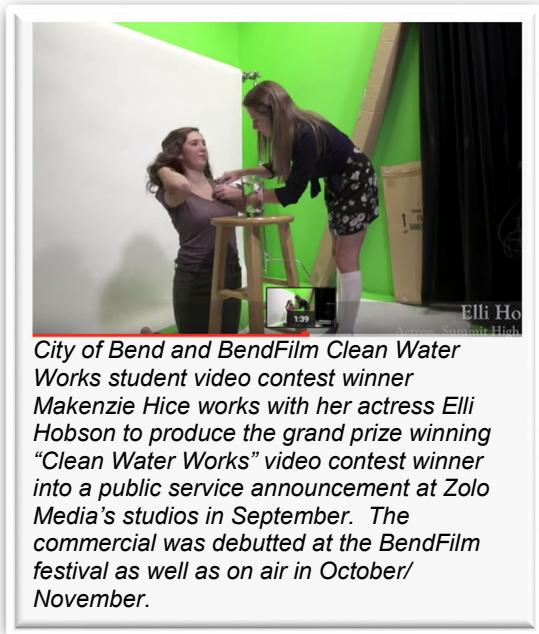 Elli Ho
Actress, Summit High
1:39
City of Bend and BendFilm Clean Water
Works student video contest winner
Makenzie Hice works with her actress Elli
Hobson to produce the grand prize winning
“Clean Water Works” video contest winner
into a public service announcement at Zolo
Media’s studios in September.  The
commercial was debutted at the BendFilm
festival as well as on air in October/
November.